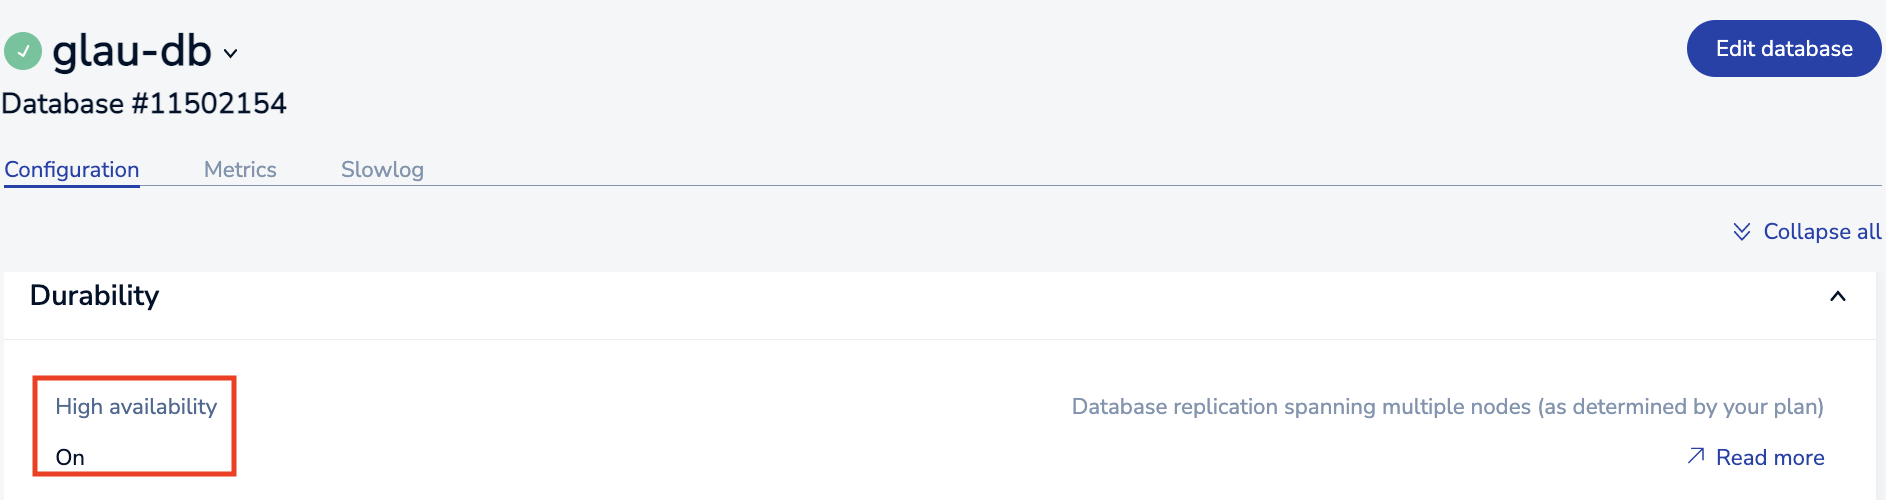 glau-db
Edit database
Database #11502154
Configuration Metrics Slowlog
Collapse all
Durability
High availability
Database replication spanning multiple nodes (as determined by your plan)
On
Read more